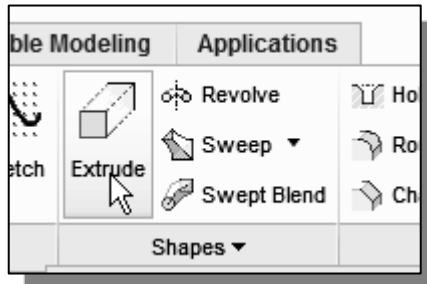 ble Modeling Applications
Revolve Ho
Sweep Ro
etch Extrude
Swept Blend Ch
Shapes